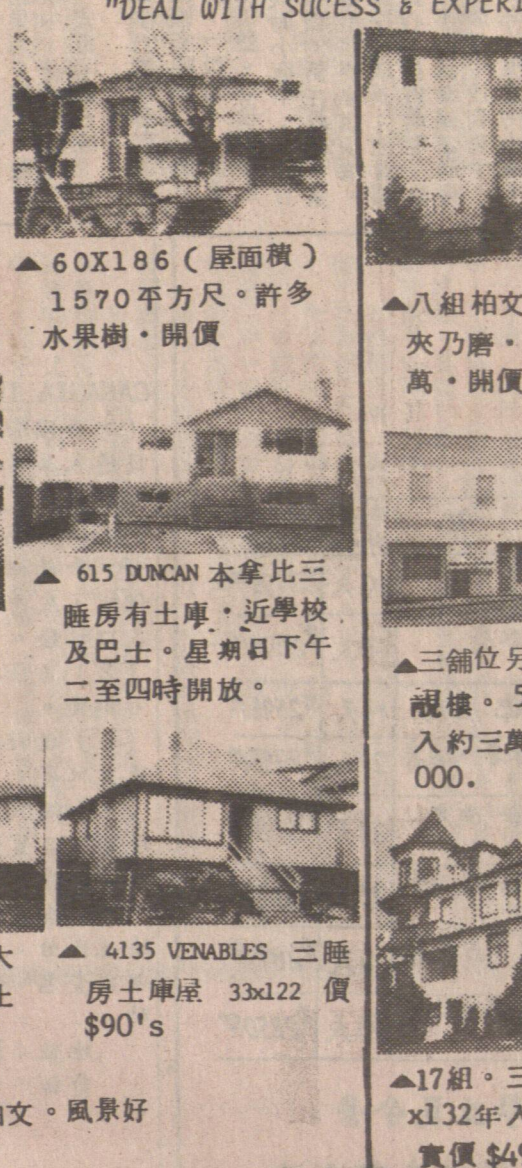 "DEAL WITH SUCESS & EXPERI
▲60X186(屋面積)
1570平方尺。許多
水果樹・開價
▲ 615 DUNCAN 本拿比三
睡房有土庫・近學校
及巴士。星期日下午
二至四時開放。
大
▲ 4135 VENABLES 三睡
房土庫屋 33x122 價
$90's
文。風景好
▲八組柏文
夾乃磨・
萬・開價
▲三舖位另
靚樓。5
入約三萬
000.
▲17組。三
x132年入
實價 $49